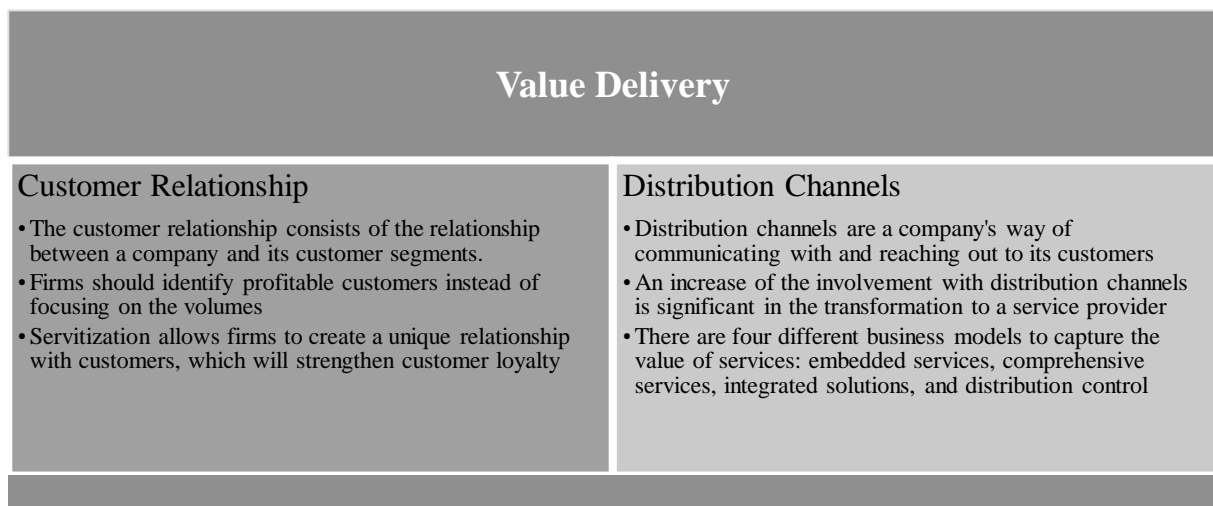 Value Delivery
Customer Relationship
• The customer relationship consists of the relationship
between a company and its customer segments.
• Firms should identify profitable customers instead of
focusing on the volumes
• Servitization allows firms to create a unique relationship
with customers, which will strengthen customer loyalty
Distribution Channels
• Distribution channels are a company's way of
communicating with and reaching out to its customers
• An increase of the involvement with distribution channels
is significant in the transformation to a service provider
• There are four different business models to capture the
value of services: embedded services, comprehensive
services, integrated solutions, and distribution control